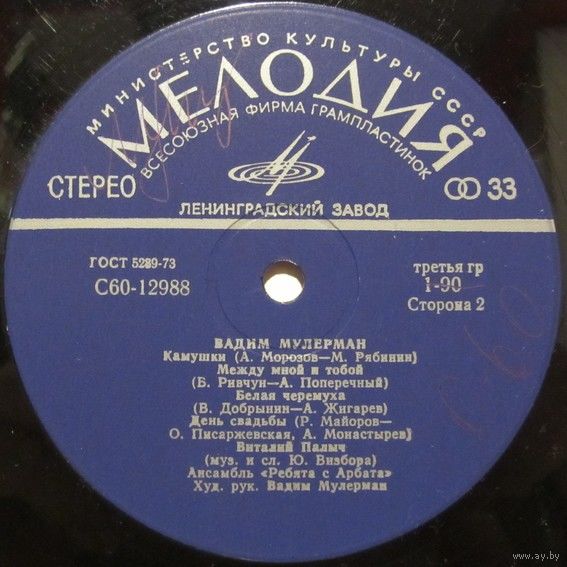 МИНИСТЕРСТВО КУЛЬТУРЫ СССР
МЕЛОДИЯ
ВСЕСОЮЗНАЯ ФИРМА ГРАМПЛАСТИНОК
СТЕРЕО
33
ЛЕНИНГРАДСКИЙ ЗАВОД
ГОСТ 5289-73
третья гр
С60-12988
1-90
Сторона 2
ВАДИМ МУЛЕРМАН
Камушки (А. Морозов—М. Рябинин)
Между мной и тобой
(Б. Ривчун—А. Поперечный)
Белая черемуха
(В. Добрынин—А. Жигарев)
День свадьбы (Р. Майоров—
О. Писаржевская, А. Монастырев)
Виталий Палыч
(муз. и сл. Ю. Визбора)
Ансамбль «Ребята с Арбата»
Худ. рук. Вадим Мулерман
www.ay.by